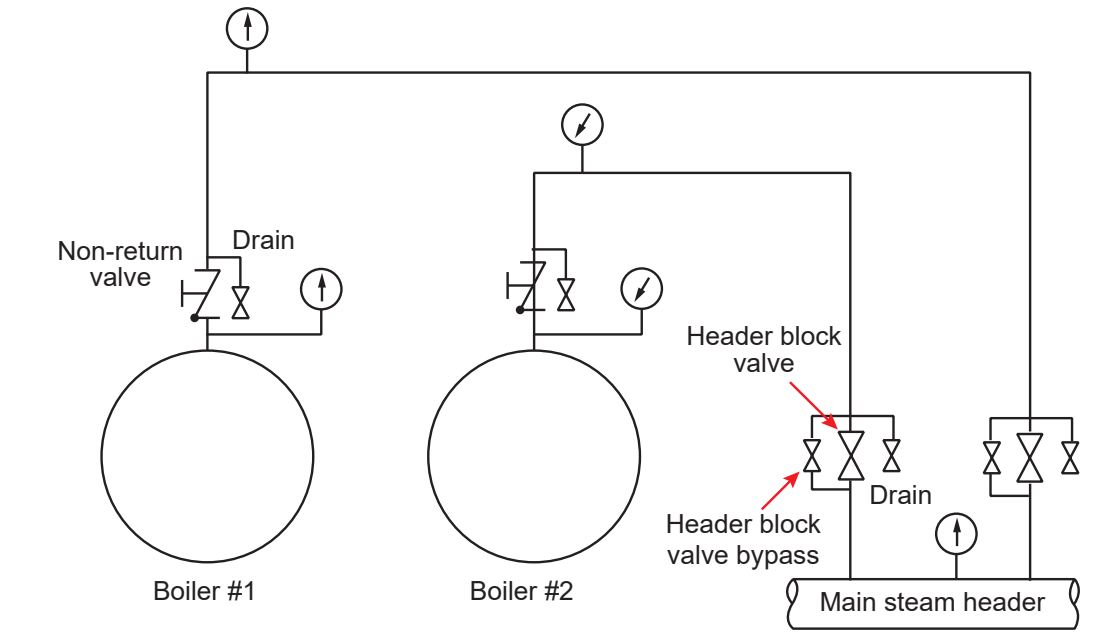 Non-return
valve
Drain
Header block
valve
Drain
Header block
valve bypass
Boiler #1
Boiler #2
Main steam header